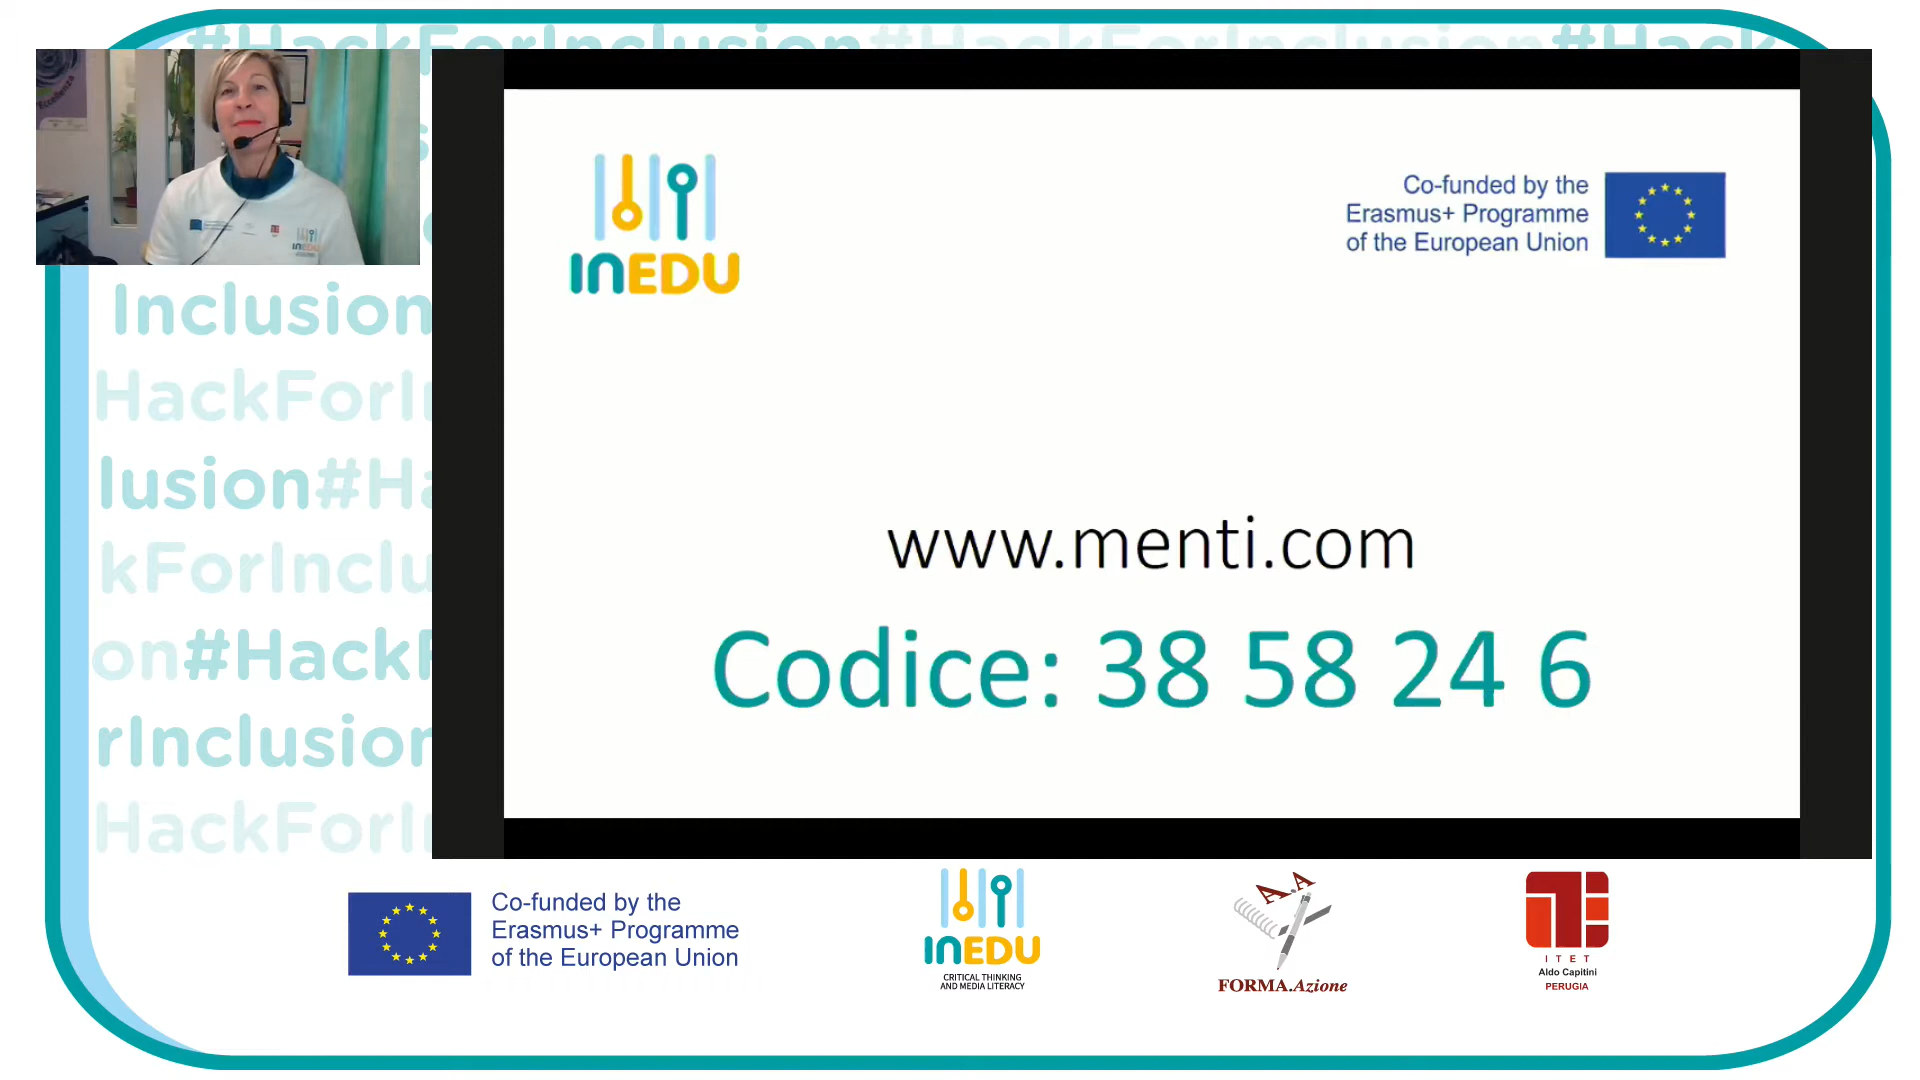 #HackForInclusion#HackForInclusion#Hack
Eccellenza
INEDU
Co-funded by the
Erasmus+ Programme
of the European Union
Inclusion
HackForI
lusion#Ha
www.menti.com
kForInclu
on#HackF
Codice: 38 58 24 6
rInclusion
HackForI
Co-funded by the
Erasmus+ Programme
of the European Union
INEDU
CRITICAL THINKING
AND MEDIA LITERACY
A.A
FORMA.Azione
ITET
Aldo Capitini
PERUGIA